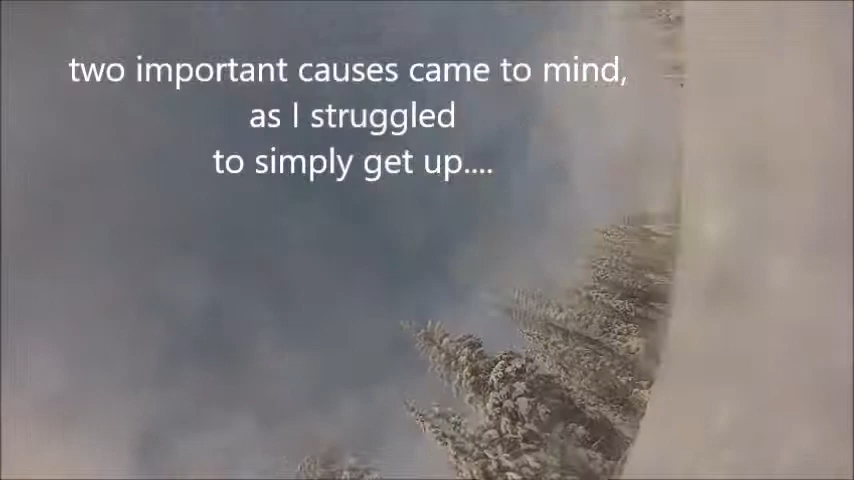 two important causes came to mind,
as I struggled
to simply get up....